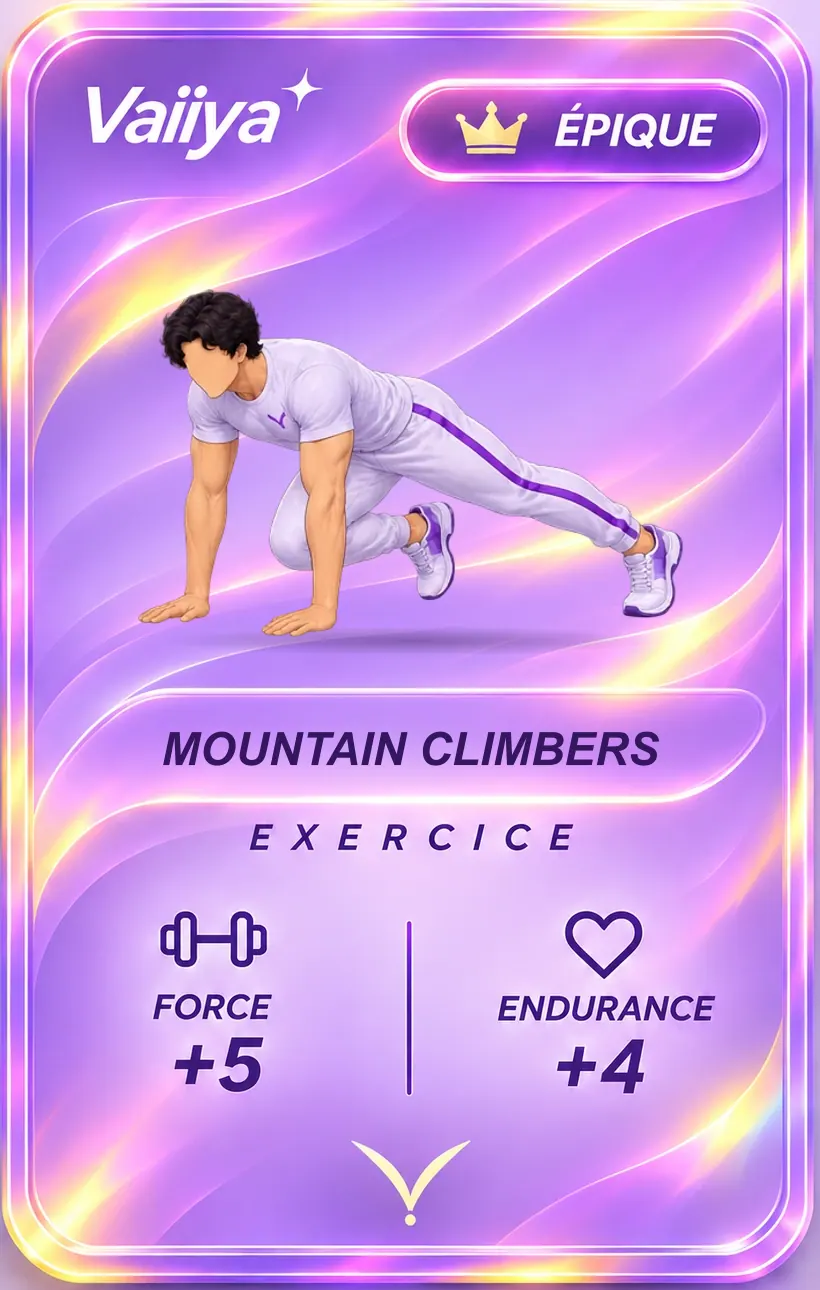 Vaiiya
ÉPIQUE
MOUNTAIN CLIMBERS
EXERCICE
FORCE
+5
ENDURANCE
+4